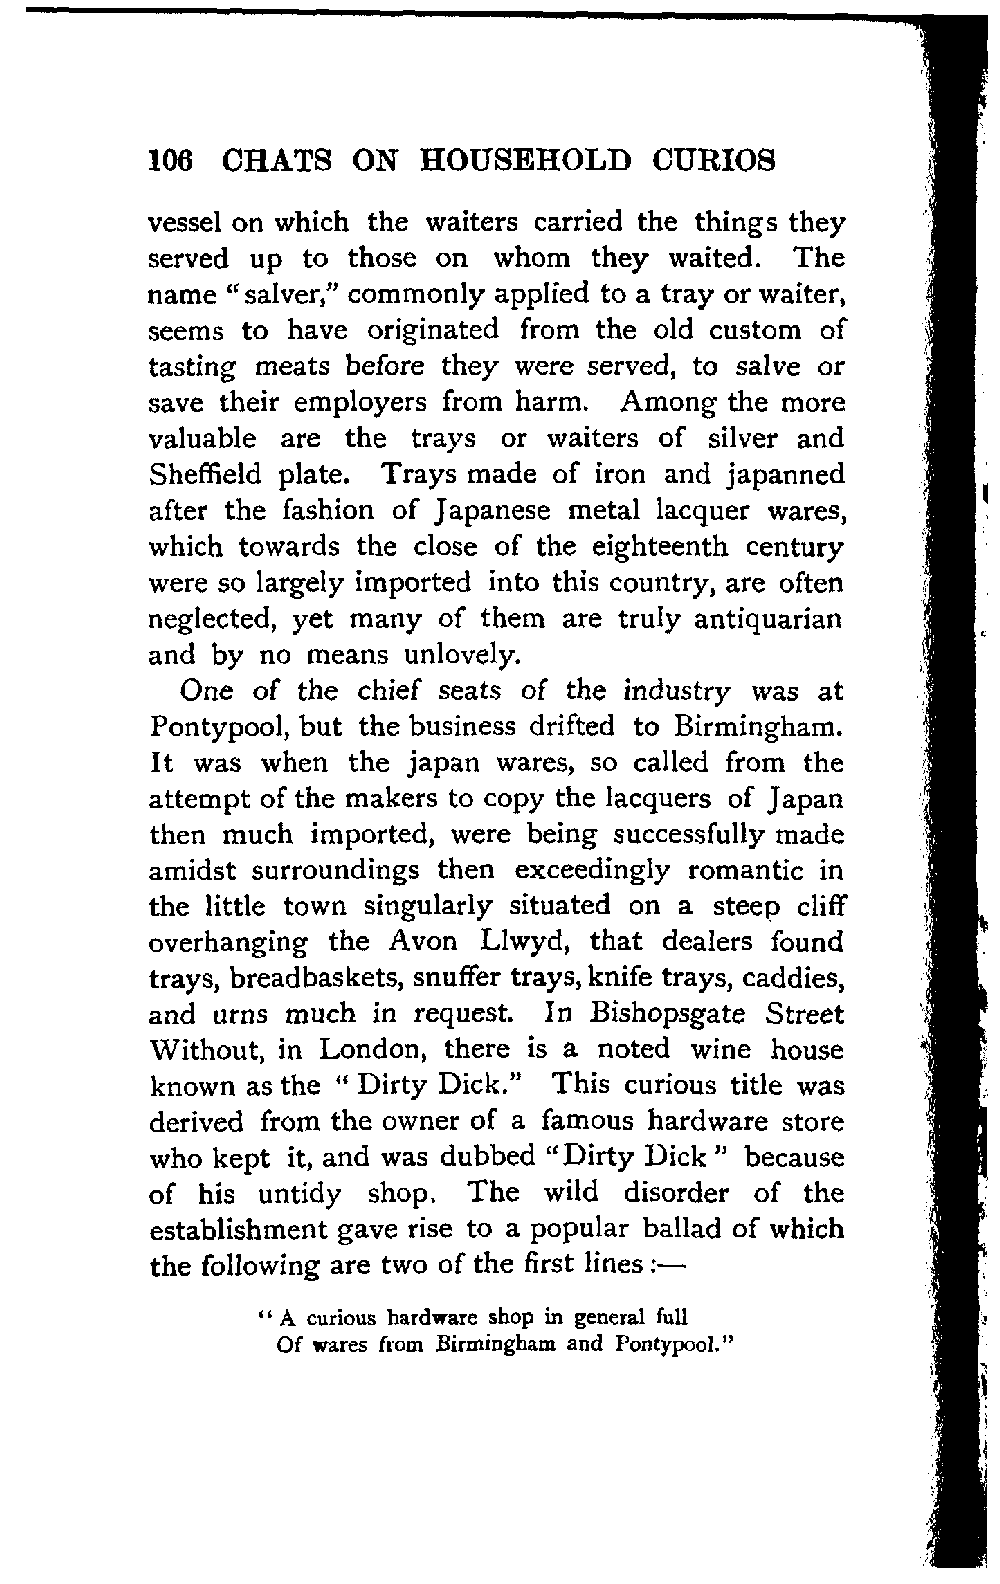 106 CHATS ON HOUSEHOLD CURIOS
vessel on which the waiters carried the things they
served up to those on whom they waited. The
name "salver," commonly applied to a tray or waiter,
seems to have originated from the old custom of
tasting meats before they were served, to salve or
save their employers from harm. Among the more
valuable are the trays or waiters of silver and
Sheffield plate. Trays made of iron and japanned
after the fashion of Japanese metal lacquer wares,
which towards the close of the eighteenth century
were so largely imported into this country, are often
neglected, yet many of them are truly antiquarian
and by no means unlovely.
One of the chief seats of the industry was at
Pontypool, but the business drifted to Birmingham.
It was when the japan wares, so called from the
attempt of the makers to copy the lacquers of Japan
then much imported, were being successfully made
amidst surroundings then exceedingly romantic in
the little town singularly situated on a steep cliff
overhanging the Avon Llwyd, that dealers found
trays, breadbaskets, snuffer trays, knife trays, caddies,
and urns much in request. In Bishopsgate Street
Without, in London, there is a noted wine house
known as the "Dirty Dick." This curious title was
derived from the owner of a famous hardware store
who kept it, and was dubbed "Dirty Dick" because
of his untidy shop. The wild disorder of the
establishment gave rise to a popular ballad of which
the following are two of the first lines:—
"A curious hardware shop in general full
Of wares from Birmingham and Pontypool."